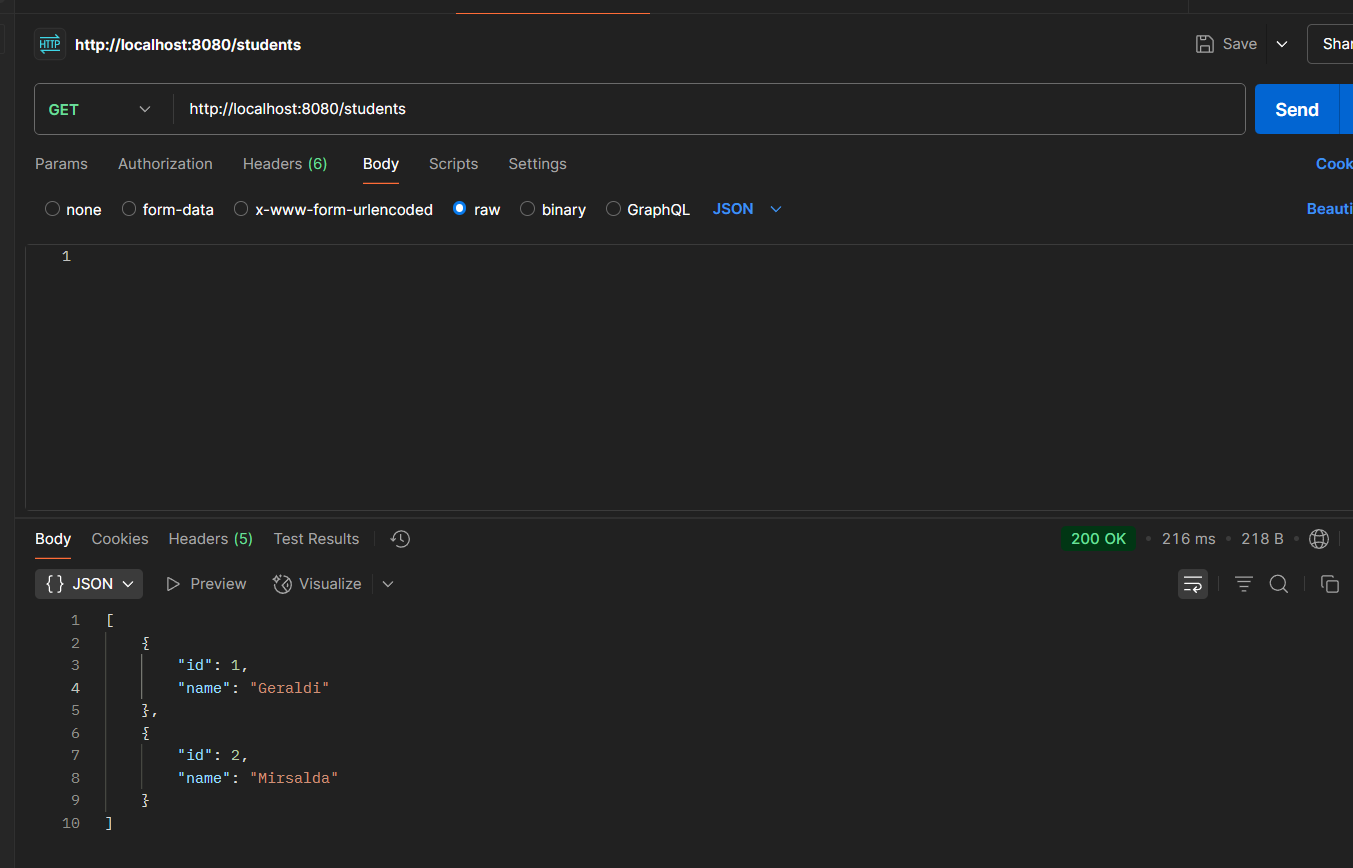 HTTP http://localhost:8080/students Save Shar
GET http://localhost:8080/students Send
Params Authorization Headers (6) Body Scripts Settings Cook
none form-data x-www-form-urlencoded raw binary GraphQL JSON Beauti
1
Body Cookies Headers (5) Test Results 200 OK • 216 ms • 218 B •
{} JSON Preview Visualize
1 [
2 {
3 "id": 1,
4 "name": "Geraldi"
5 },
6 {
7 "id": 2,
8 "name": "Mirsalda"
9 }
10 ]